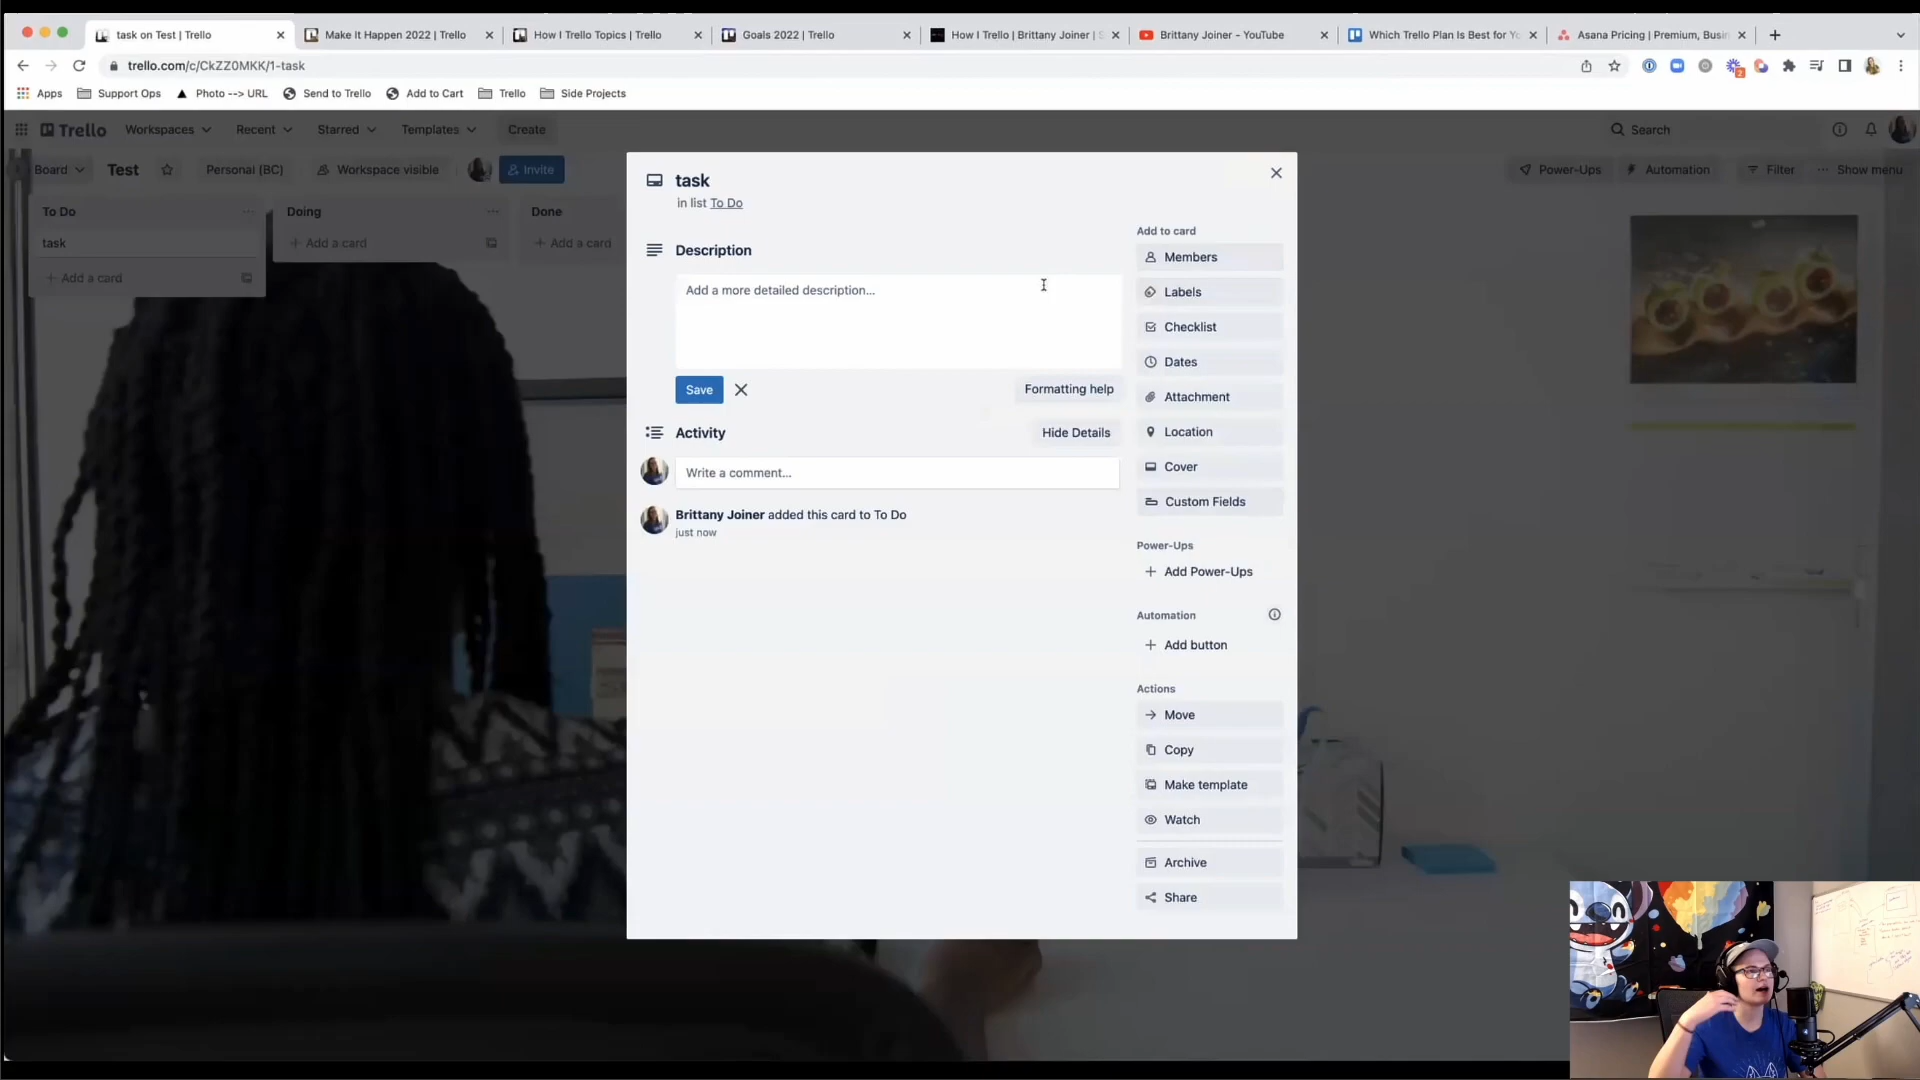 task on Test | Trello
Make It Happen 2022 | Trello
How I Trello Topics | Trello
Goals 2022 | Trello
How I Trello | Brittany Joiner | S
Brittany Joiner - YouTube
Which Trello Plan Is Best for Yo
Asana Pricing | Premium, Busin
trello.com/c/CkZZ0MKK/1-task
2
Apps
Support Ops
Photo --> URL
Send to Trello
Add to Cart
Trello
Side Projects
Trello
Workspaces
Recent
Starred
Templates
Create
Search
Board
Test
Personal (BC)
Workspace visible
Invite
Power-Ups
Automation
Filter
Show menu
To Do
task
+ Add a card
Doing
+ Add a card
Done
+ Add a card
task
in list To Do
Description
Add a more detailed description...
Save
Formatting help
Activity
Hide Details
Write a comment...
Brittany Joiner added this card to To Do
just now
Add to card
Members
Labels
Checklist
Dates
Attachment
Location
Cover
Custom Fields
Power-Ups
+ Add Power-Ups
Automation
+ Add button
Actions
Move
Copy
Make template
Watch
Archive
Share